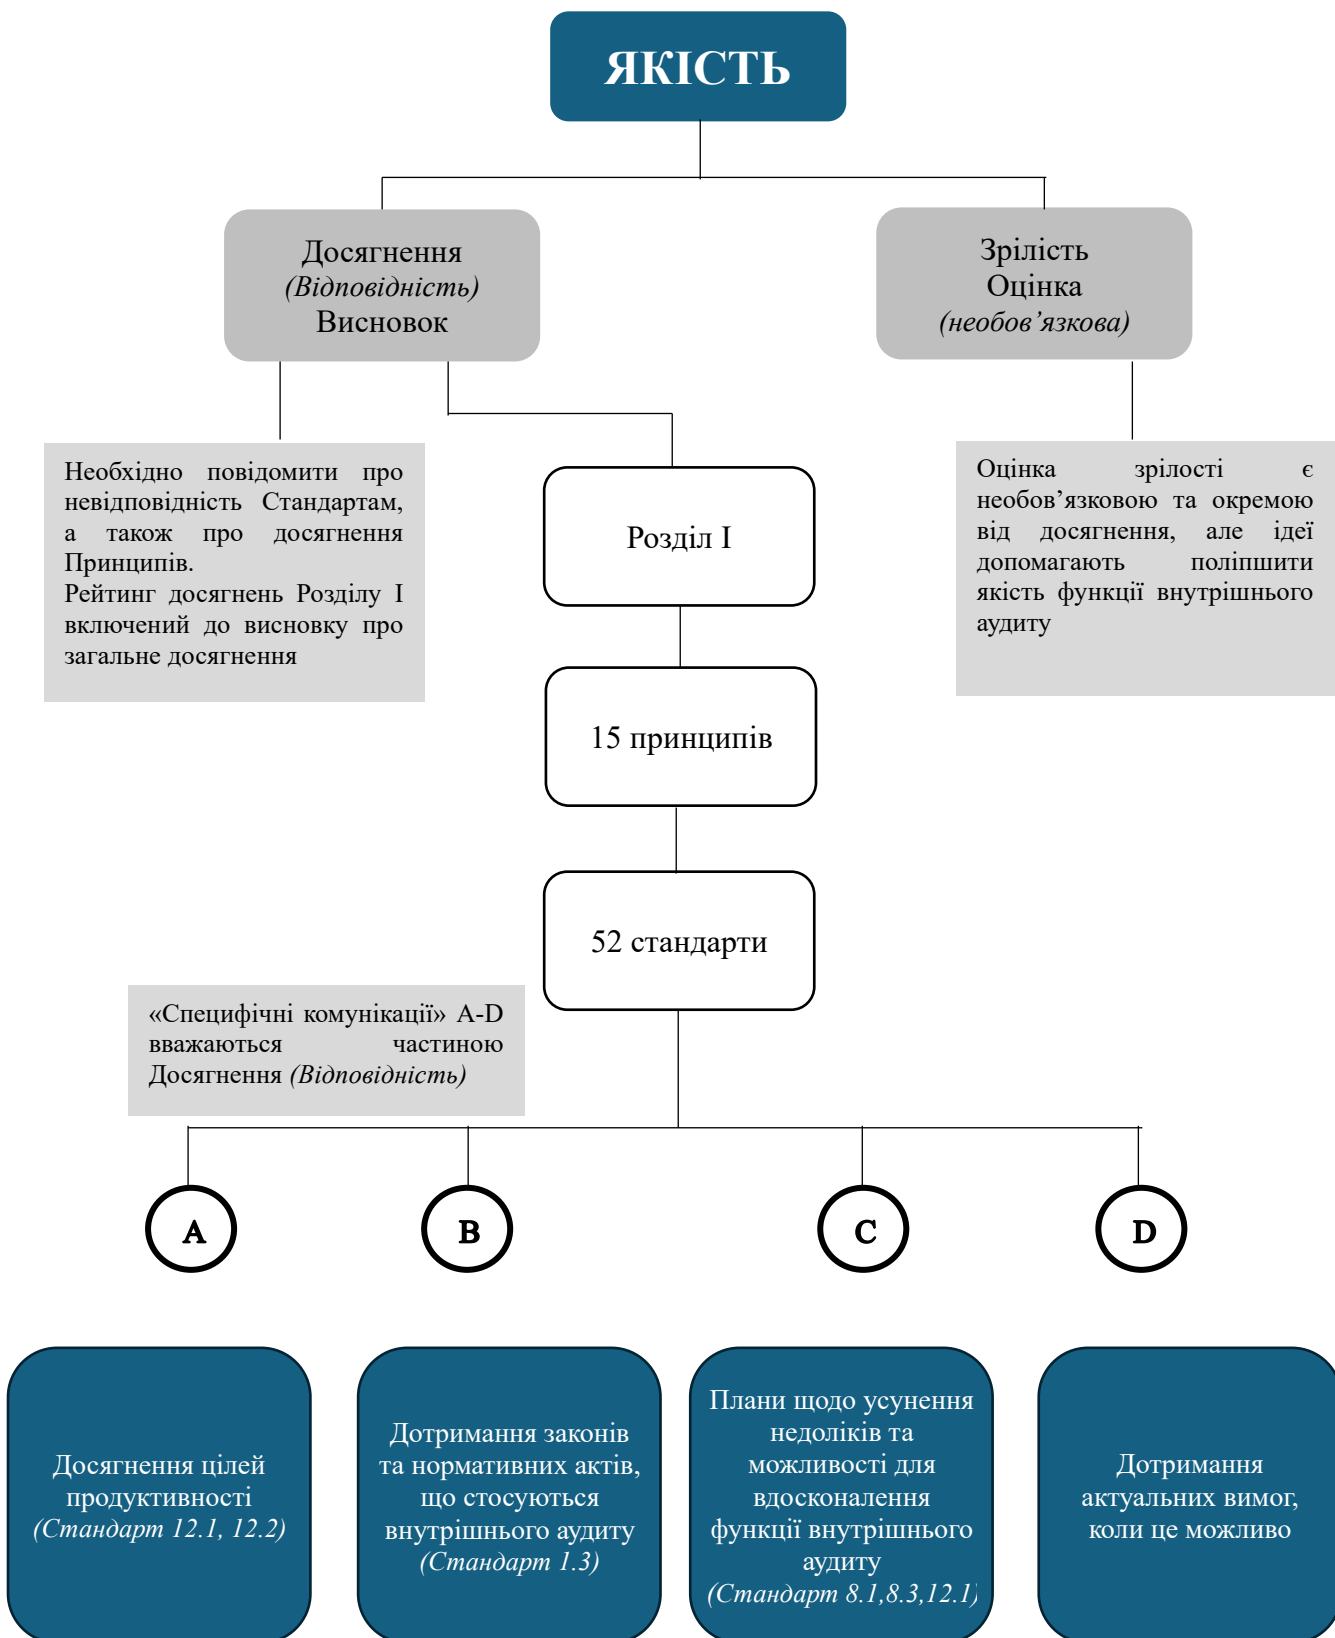 ЯКІСТЬ
Досягнення
(Відповідність)
Висновок
Зрілість
Оцінка
(необов’язкова)
Необхідно повідомити про
невідповідність Стандартам,
а також про досягнення
Принципів.
Рейтинг досягнень Розділу І
включений до висновку про
загальне досягнення
Розділ І
Оцінка зрілості є
необов’язковою та окремою
від досягнення, але ідеї
допомагають поліпшити
якість функції внутрішнього
аудиту
15 принципів
52 стандарти
«Специфічні комунікації» A-D
вважаються частиною
Досягнення (Відповідність)
A
B
C
D
Досягнення цілей
продуктивності
(Стандарт 12.1, 12.2)
Дотримання законів
та нормативних актів,
що стосуються
внутрішнього аудиту
(Стандарт 1.3)
Плани щодо усунення
недоліків та
можливості для
вдосконалення
функції внутрішнього
аудиту
(Стандарт 8.1,8.3,12.1)
Дотримання
актуальних вимог,
коли це можливо